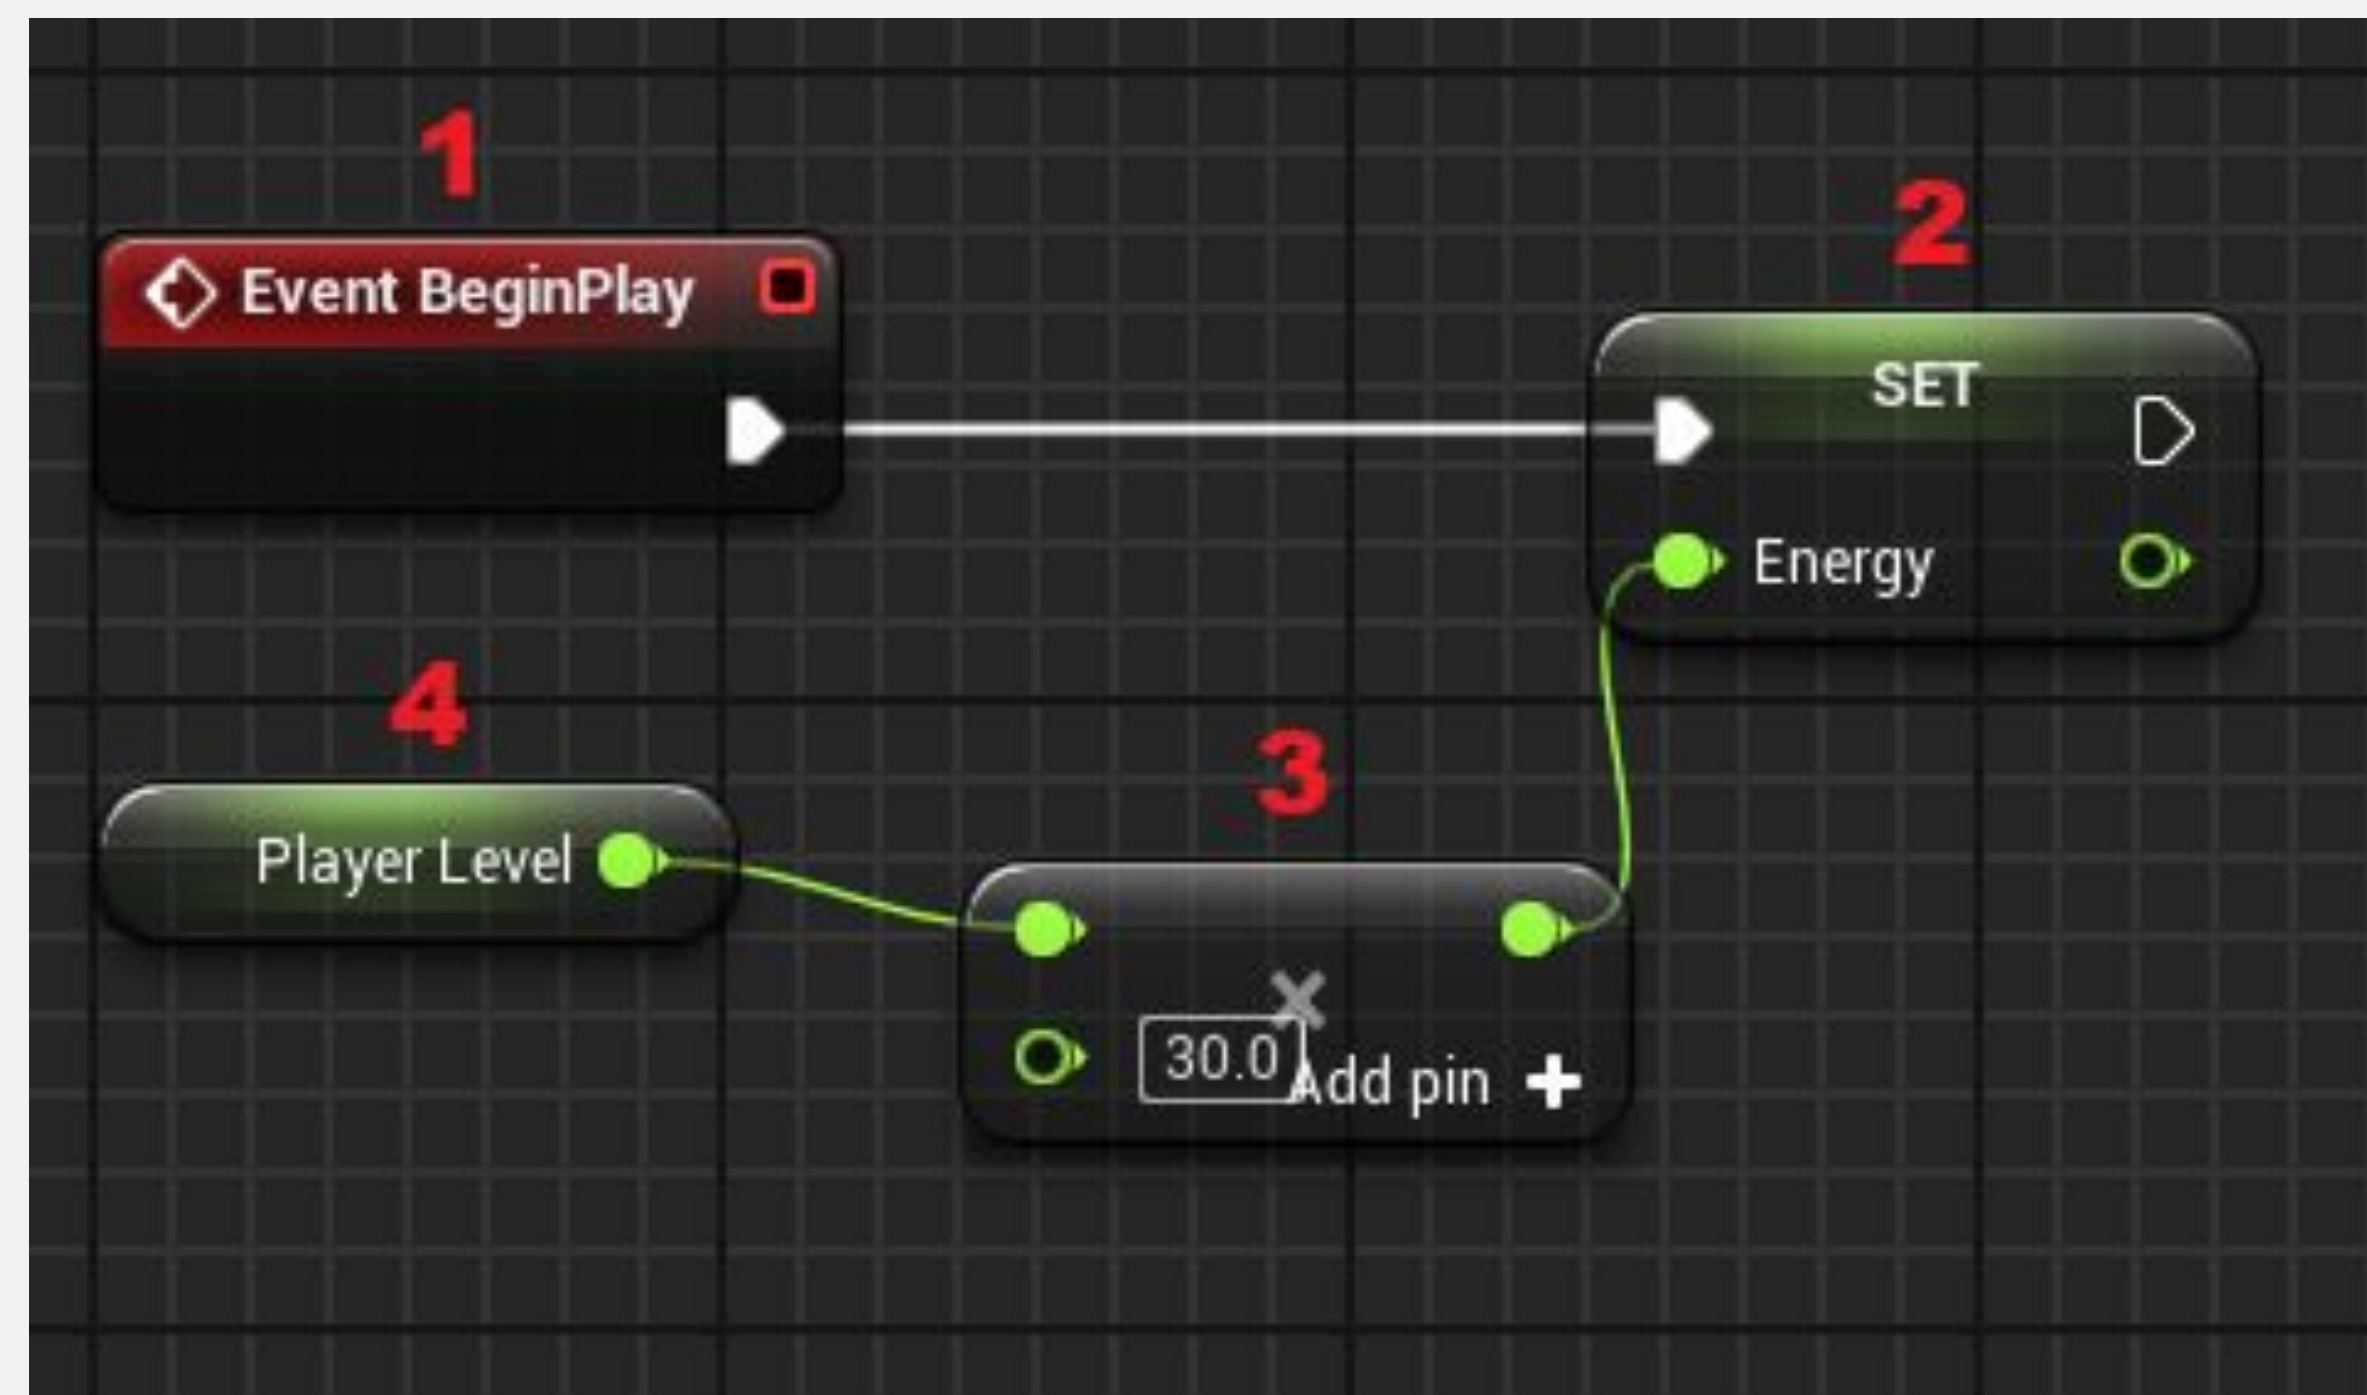 1
Event BeginPlay
2
SET
Energy
4
Player Level
3
30.0
Add pin